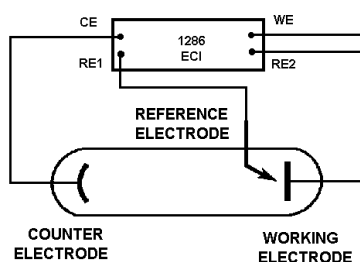 CE
WE
1286
ECI
RE1
RE2
REFERENCE
ELECTRODE
COUNTER
ELECTRODE
WORKING
ELECTRODE